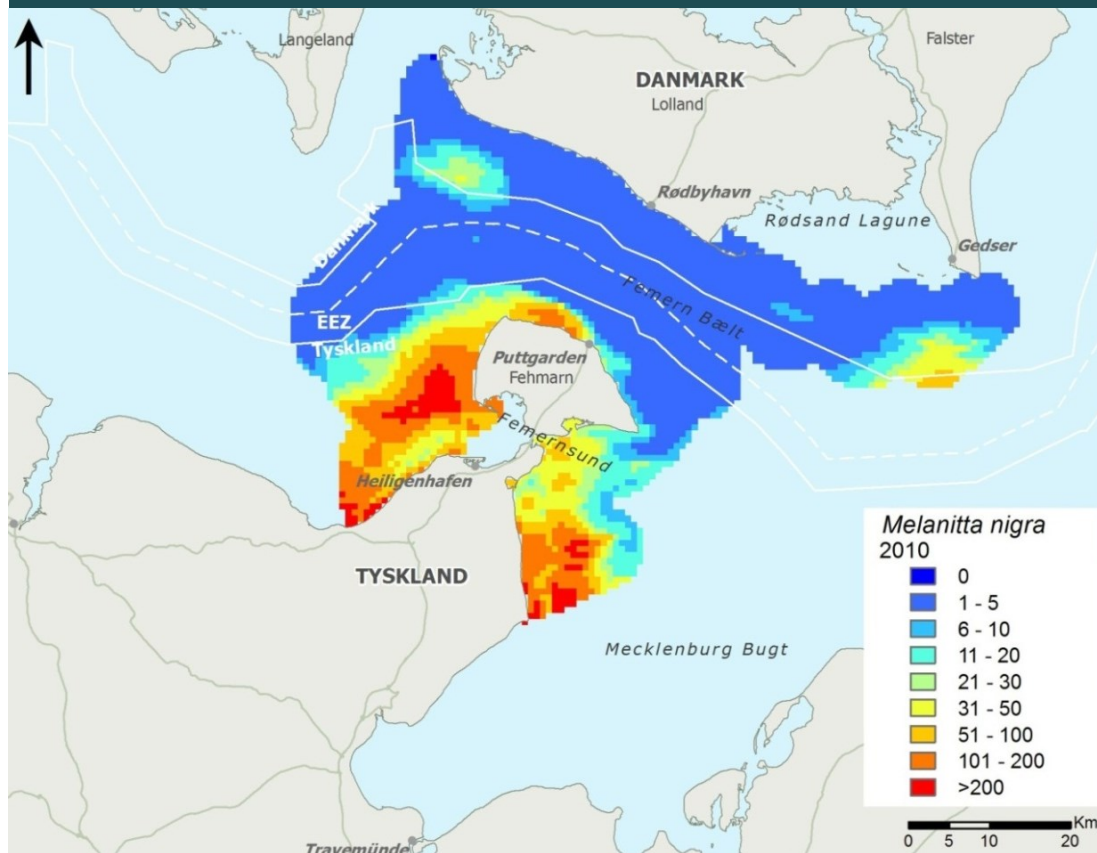 Langeland
Falster
DANMARK
Lolland
Rødbyhavn
Rødsand Lagune
Gedser
Danmark
Femern Bælt
EEZ
Tyskland
Puttgarden
Fehmarn
Femernsund
Heiligenhafen
TYSKLAND
Mecklenburg Bugt
Travemünde
Melanitta nigra
2010
0
1 - 5
6 - 10
11 - 20
21 - 30
31 - 50
51 - 100
101 - 200
>200
Km
0 5 10 20